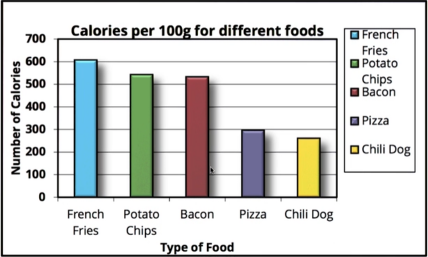 Calories per 100g for different foods
Number of Calories
700
600
500
400
300
200
100
0
French
Fries
Potato
Chips
Bacon
Pizza
Chili Dog
Type of Food
French
Fries
Potato
Chips
Bacon
Pizza
Chili Dog